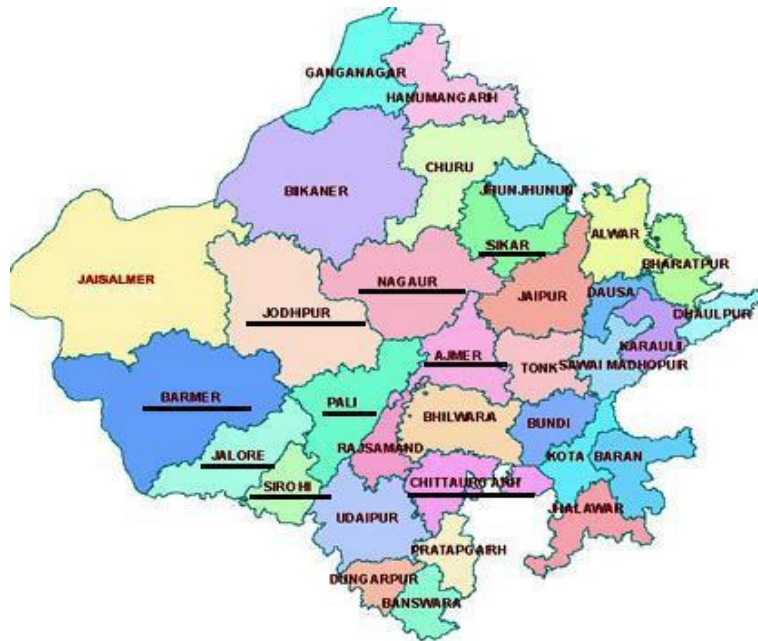 GANGANAGAR
HANUMANGARH
CHURU
JHUNJHUNUN
BIKANER
SIKAR
ALWAR
BHARATPUR
JAISALMER
NAGAUR
JAIPUR
DAUSA
JODHPUR
DHAULPUR
KARAULI
AJMER
TONK
SAWAI MADHOPUR
BARMER
PALI
BHILWARA
BUNDI
RAJSAMAND
JALORE
KOTA
BARAN
SIROHI
CHITTAURGARH
JHALAWAR
UDAIPUR
PRATAPGARH
DUNGARPUR
BANSWARA